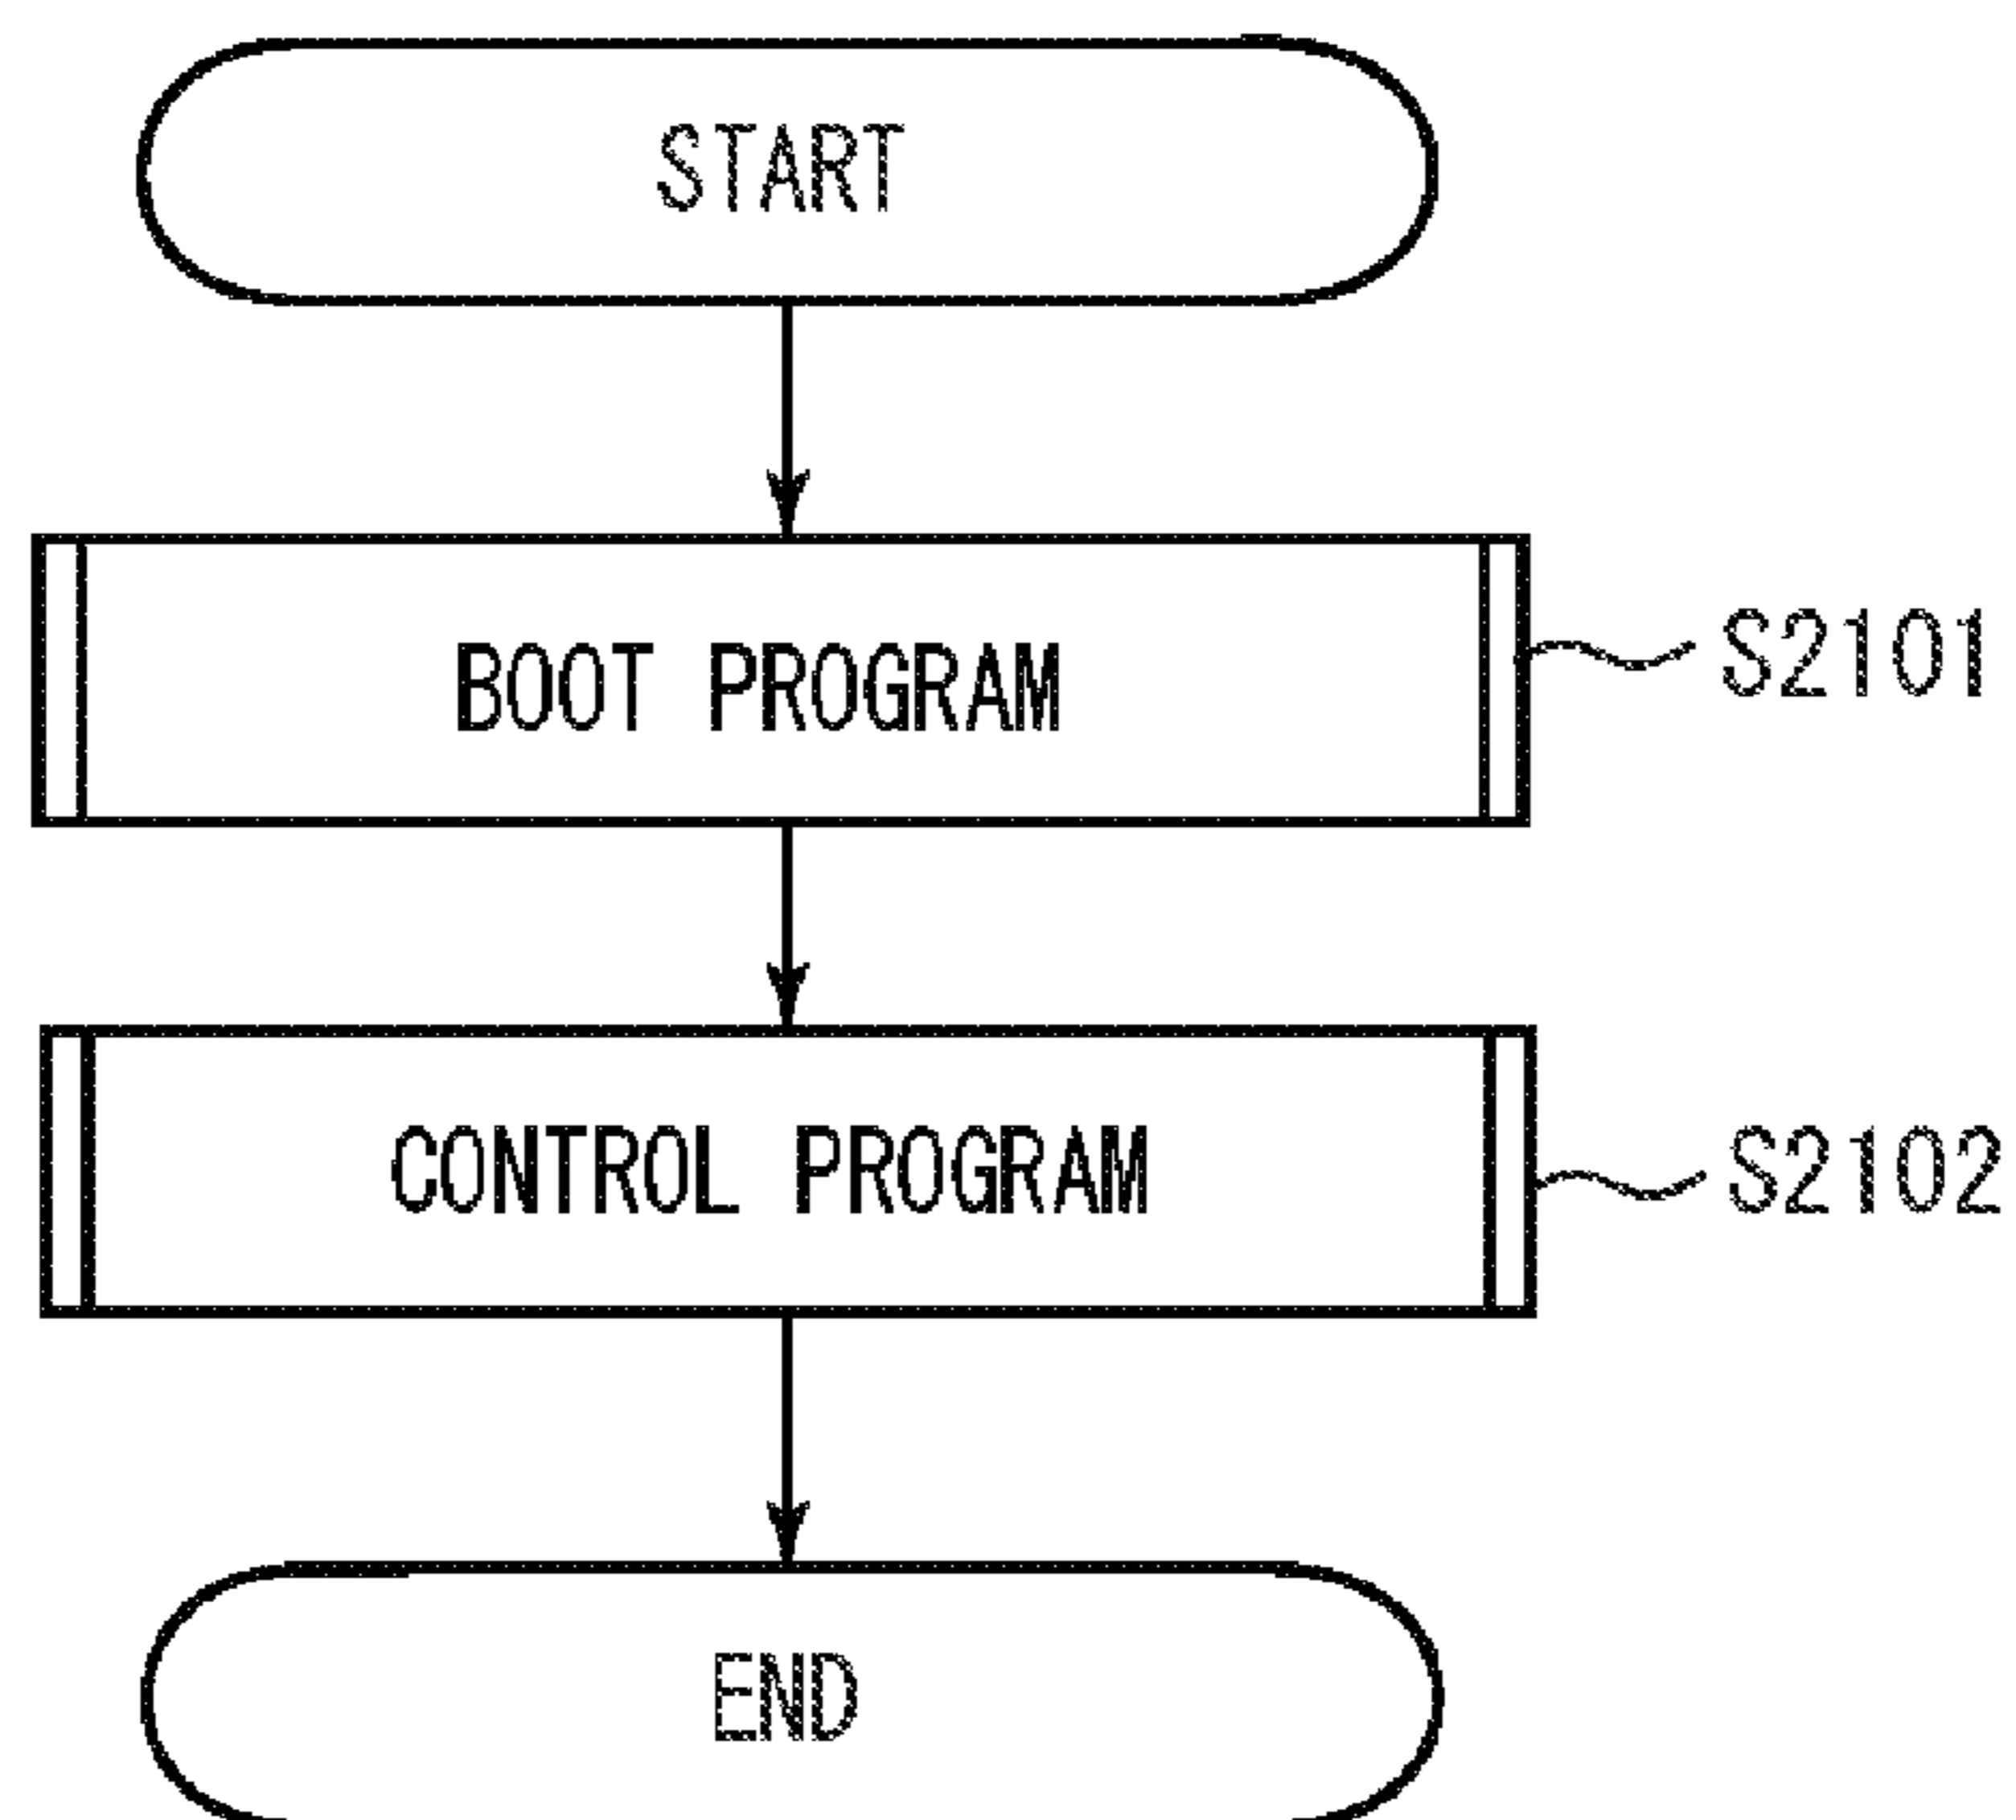 START
BOOT PROGRAM
S2101
CONTROL PROGRAM
S2102
END